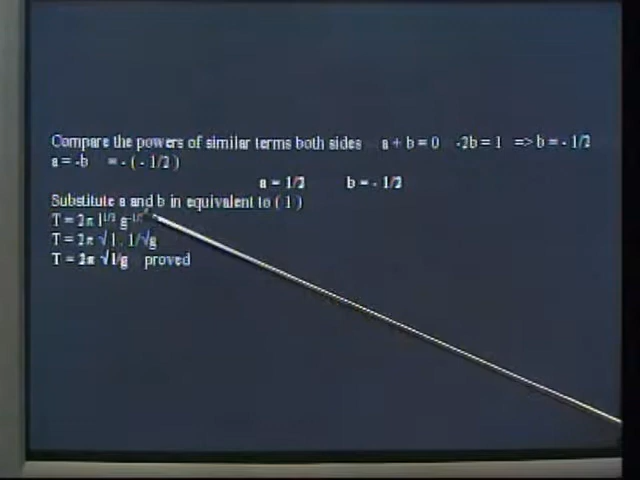 Compare the powers of similar terms both sides a + b = 0 -2b = 1 => b = - 1/2
a = -b = - ( - 1/2 )
a = 1/2 b = - 1/2
Substitute a and b in equivalent to ( 1 )
T = 2π l^1/2 g^-1/2
T = 2π √l . 1/√g
T = 2π √l/g proved